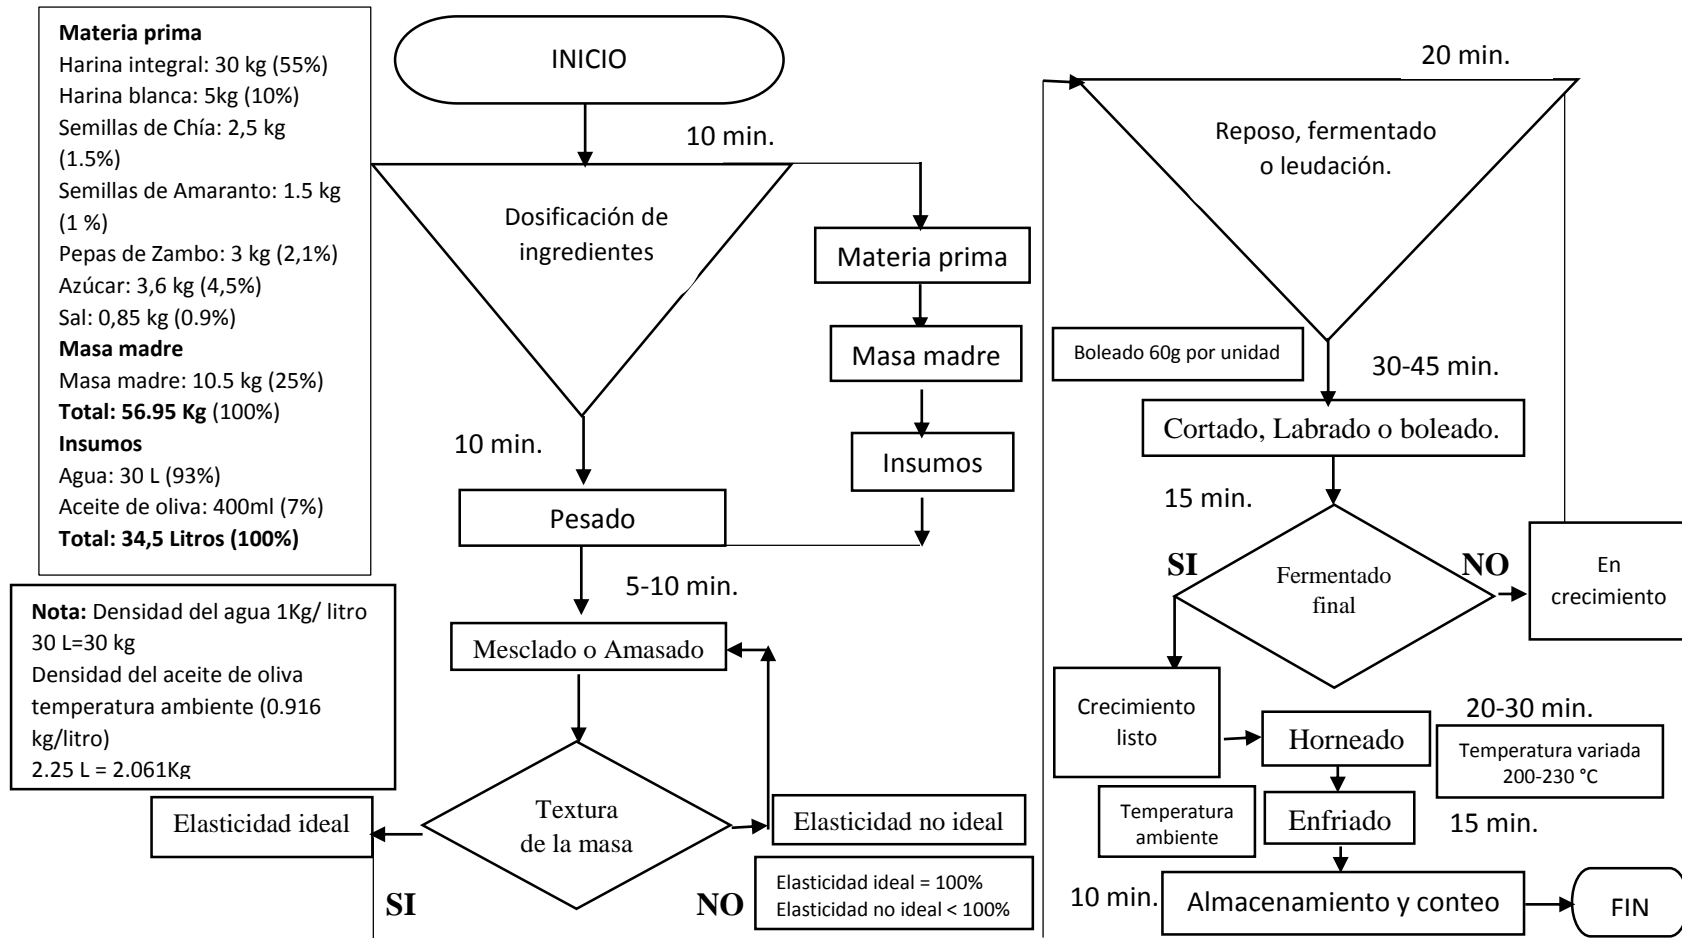 Materia prima
Harina integral: 30 kg (55%)
Harina blanca: 5kg (10%)
Semillas de Chía: 2,5 kg
(1.5%)
Semillas de Amaranto: 1.5 kg
(1 %)
Pepas de Zambo: 3 kg (2,1%)
Azúcar: 3,6 kg (4,5%)
Sal: 0,85 kg (0.9%)
Masa madre
Masa madre: 10.5 kg (25%)
Total: 56.95 Kg (100%)
Insumos
Agua: 30 L (93%)
Aceite de oliva: 400ml (7%)
Total: 34,5 Litros (100%)
Nota: Densidad del agua 1Kg/ litro
30 L=30 kg
Densidad del aceite de oliva
temperatura ambiente (0.916
kg/litro)
2.25 L = 2.061Kg
INICIO
10 min.
Dosificación de
ingredientes
Materia prima
Masa madre
Insumos
10 min.
Pesado
5-10 min.
Mesclado o Amasado
Textura
de la masa
Elasticidad ideal
SI
Elasticidad no ideal
NO
Elasticidad ideal = 100%
Elasticidad no ideal < 100%
20 min.
Reposo, fermentado
o leudación.
Boleado 60g por unidad
30-45 min.
Cortado, Labrado o boleado.
15 min.
Fermentado
final
SI
NO
En
crecimiento
Crecimiento
listo
Horneado
20-30 min.
Temperatura variada
200-230 °C
Temperatura
ambiente
Enfriado
15 min.
10 min.
Almacenamiento y conteo
FIN